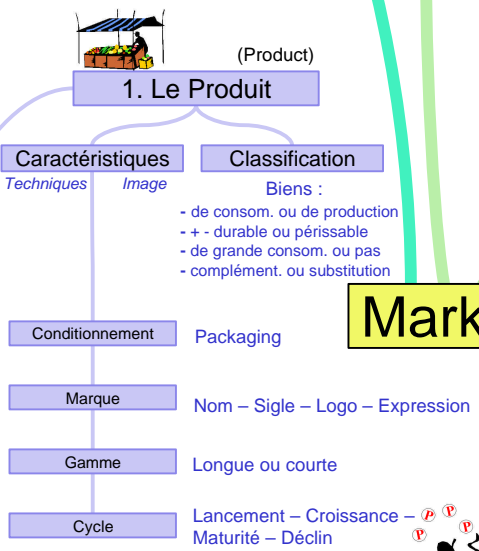 (Product)
1. Le Produit
Caractéristiques
Classification
Techniques Image
Biens :
- de consom. ou de production
- + - durable ou périssable
- de grande consom. ou pas
- complément. ou substitution
Mark
Conditionnement
Packaging
Marque
Nom – Sigle – Logo – Expression
Gamme
Longue ou courte
Cycle
Lancement – Croissance –
Maturité – Déclin
P
P
P
P